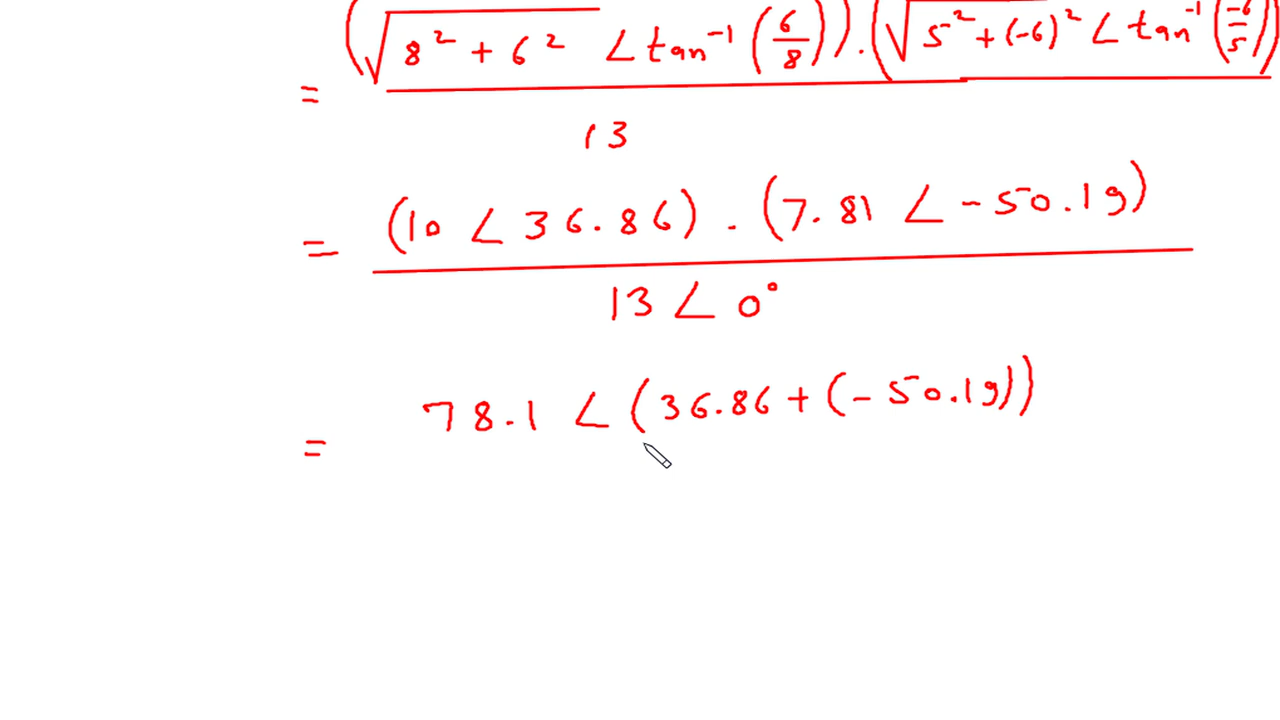 (√8² + 6² ∠ tan⁻¹(6/8)) . (√5² + (-6)² ∠ tan⁻¹(-6/5))
=
13
(10 ∠ 36.86) . (7.81 ∠ -50.19)
=
13 ∠ 0°
78.1 ∠ (36.86 + (-50.19))
=